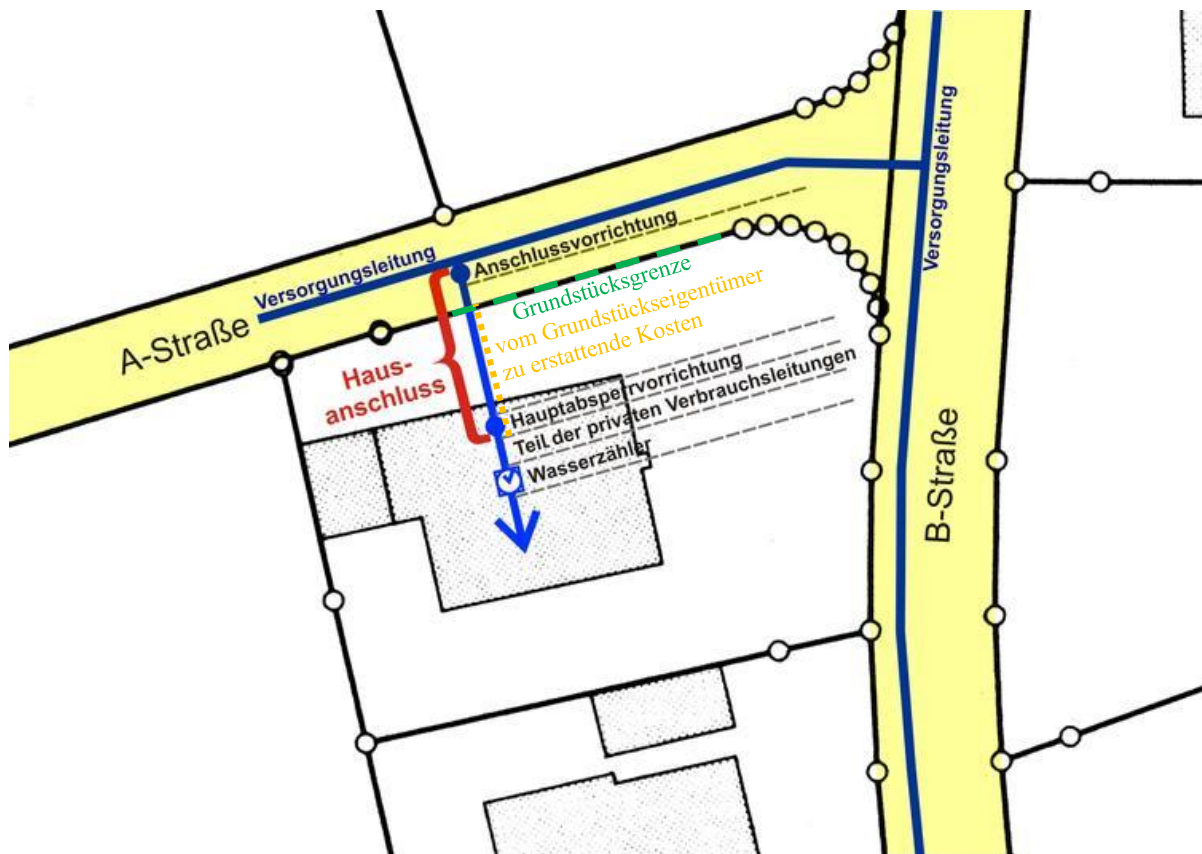 Versorgungsleitung
Anschlussvorrichtung
Versorgungsleitung
Grundstücksgrenze
vom Grundstückseigentümer
zu erstattende Kosten
A-Straße
Haus-
anschluss
Hauptabsperrvorrichtung
Teil der privaten Verbrauchsleitungen
Wasserzähler
B-Straße